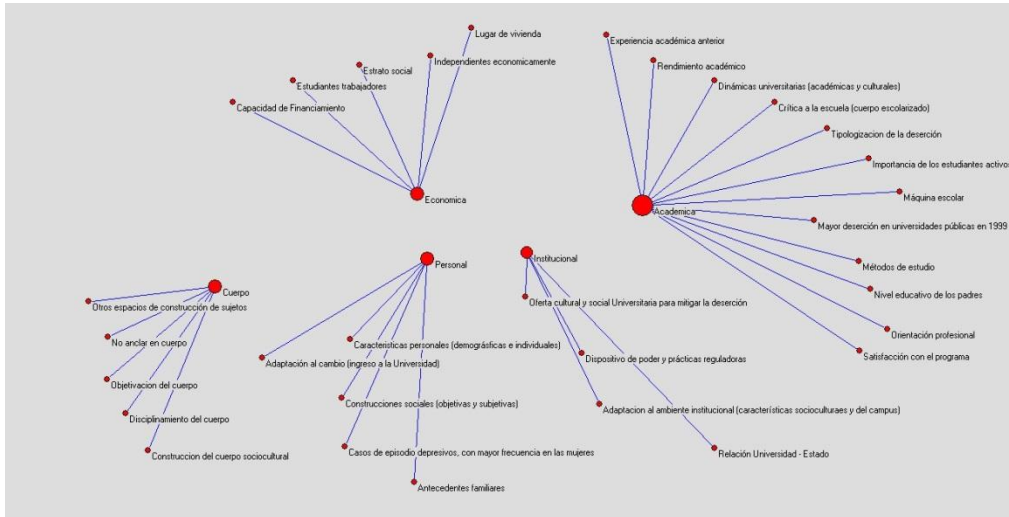 Lugar de vivienda
Independientes economicamente
Estrato social
Estudiantes trabajadores
Capacidad de Financiamiento
Economica
Experiencia académica anterior
Rendimiento académico
Dinámicas universitarias (académicas y culturales)
Crítica a la escuela (cuerpo escolarizado)
Tipologizacion de la deserción
Importancia de los estudiantes activos
Máquina escolar
Academica
Mayor deserción en universidades públicas en 1999
Métodos de estudio
Nivel educativo de los padres
Orientación profesional
Satisfacción con el programa
Cuerpo
Otros espacios de construcción de sujetos
No anclar en cuerpo
Objetivacion del cuerpo
Disciplinamiento del cuerpo
Construccion del cuerpo sociocultural
Personal
Caracteristicas personales (demográsficas e individuales)
Adaptación al cambio (ingreso a la Universidad)
Construcciones sociales (objetivas y subjetivas)
Casos de episodio depresivos, con mayor frecuencia en las mujeres
Antecedentes familiares
Institucional
Oferta cultural y social Universitaria para mitigar la deserción
Dispositivo de poder y prácticas reguladoras
Adaptacion al ambiente institucional (características socioculturaes y del campus)
Relación Universidad - Estado